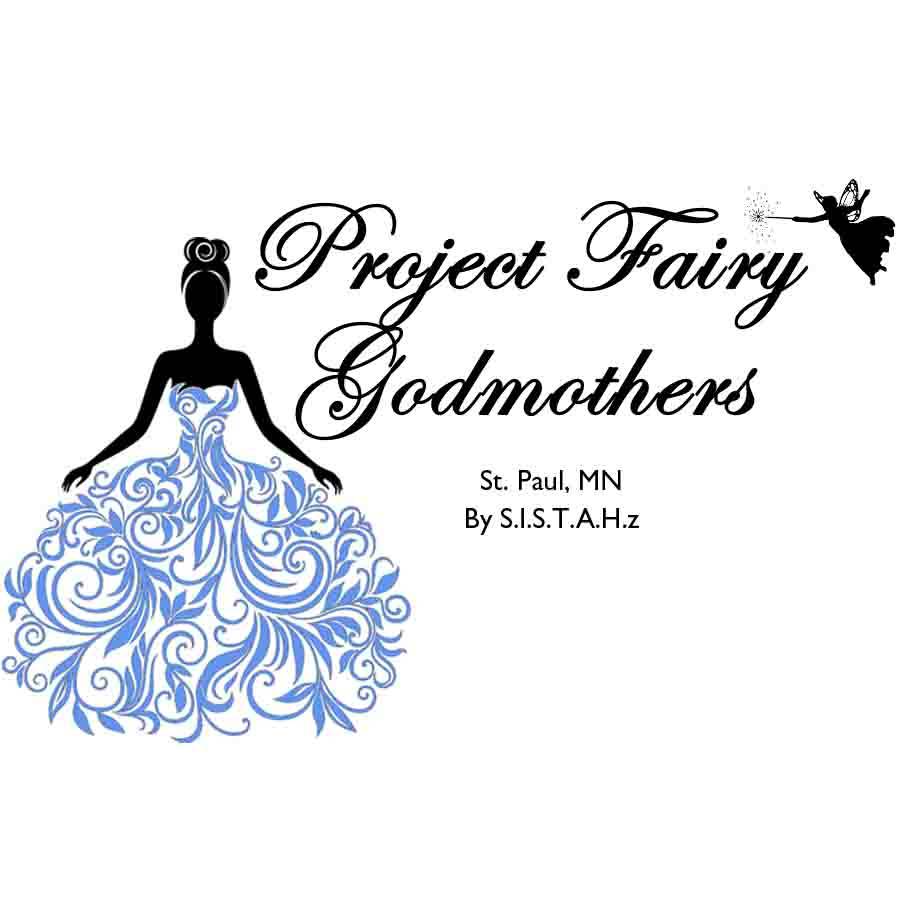 Project Fairy
Godmothers
St. Paul, MN
By S.I.S.T.A.H.z